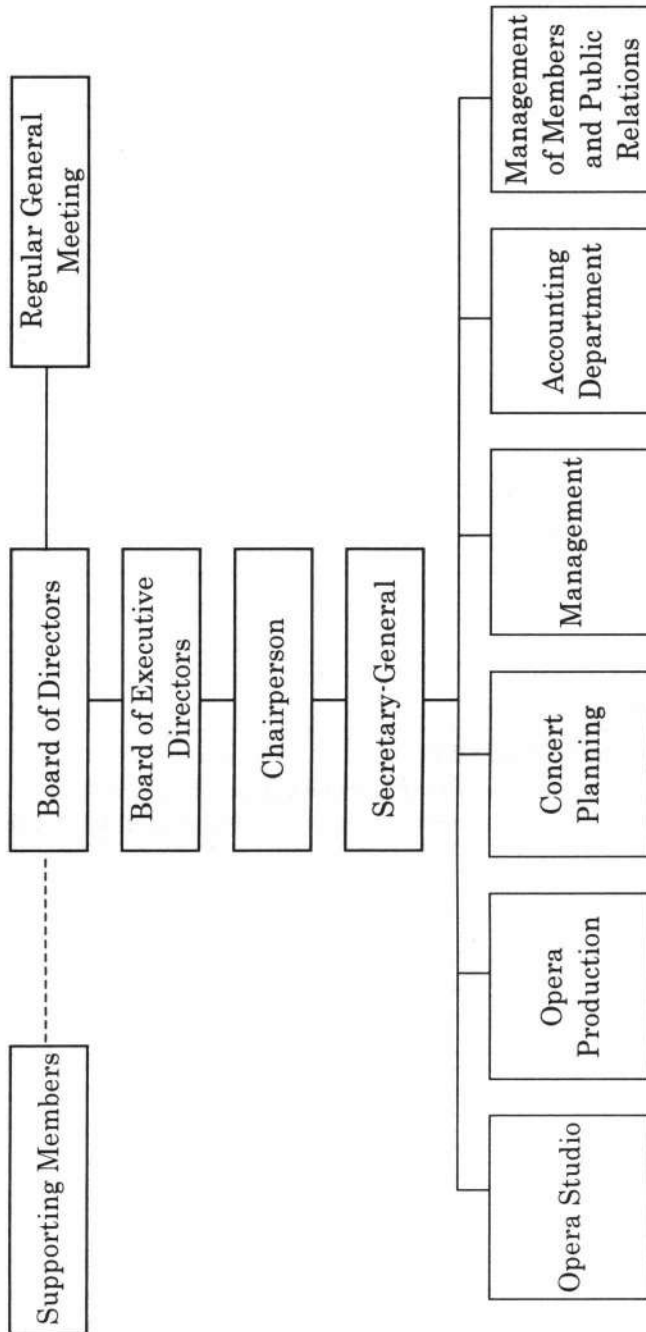 Supporting Members
Board of Directors
Regular General
Meeting
Board of Executive
Directors
Chairperson
Secretary-General
Opera Studio
Opera
Production
Concert
Planning
Management
Accounting
Department
Management
of Members
and Public
Relations